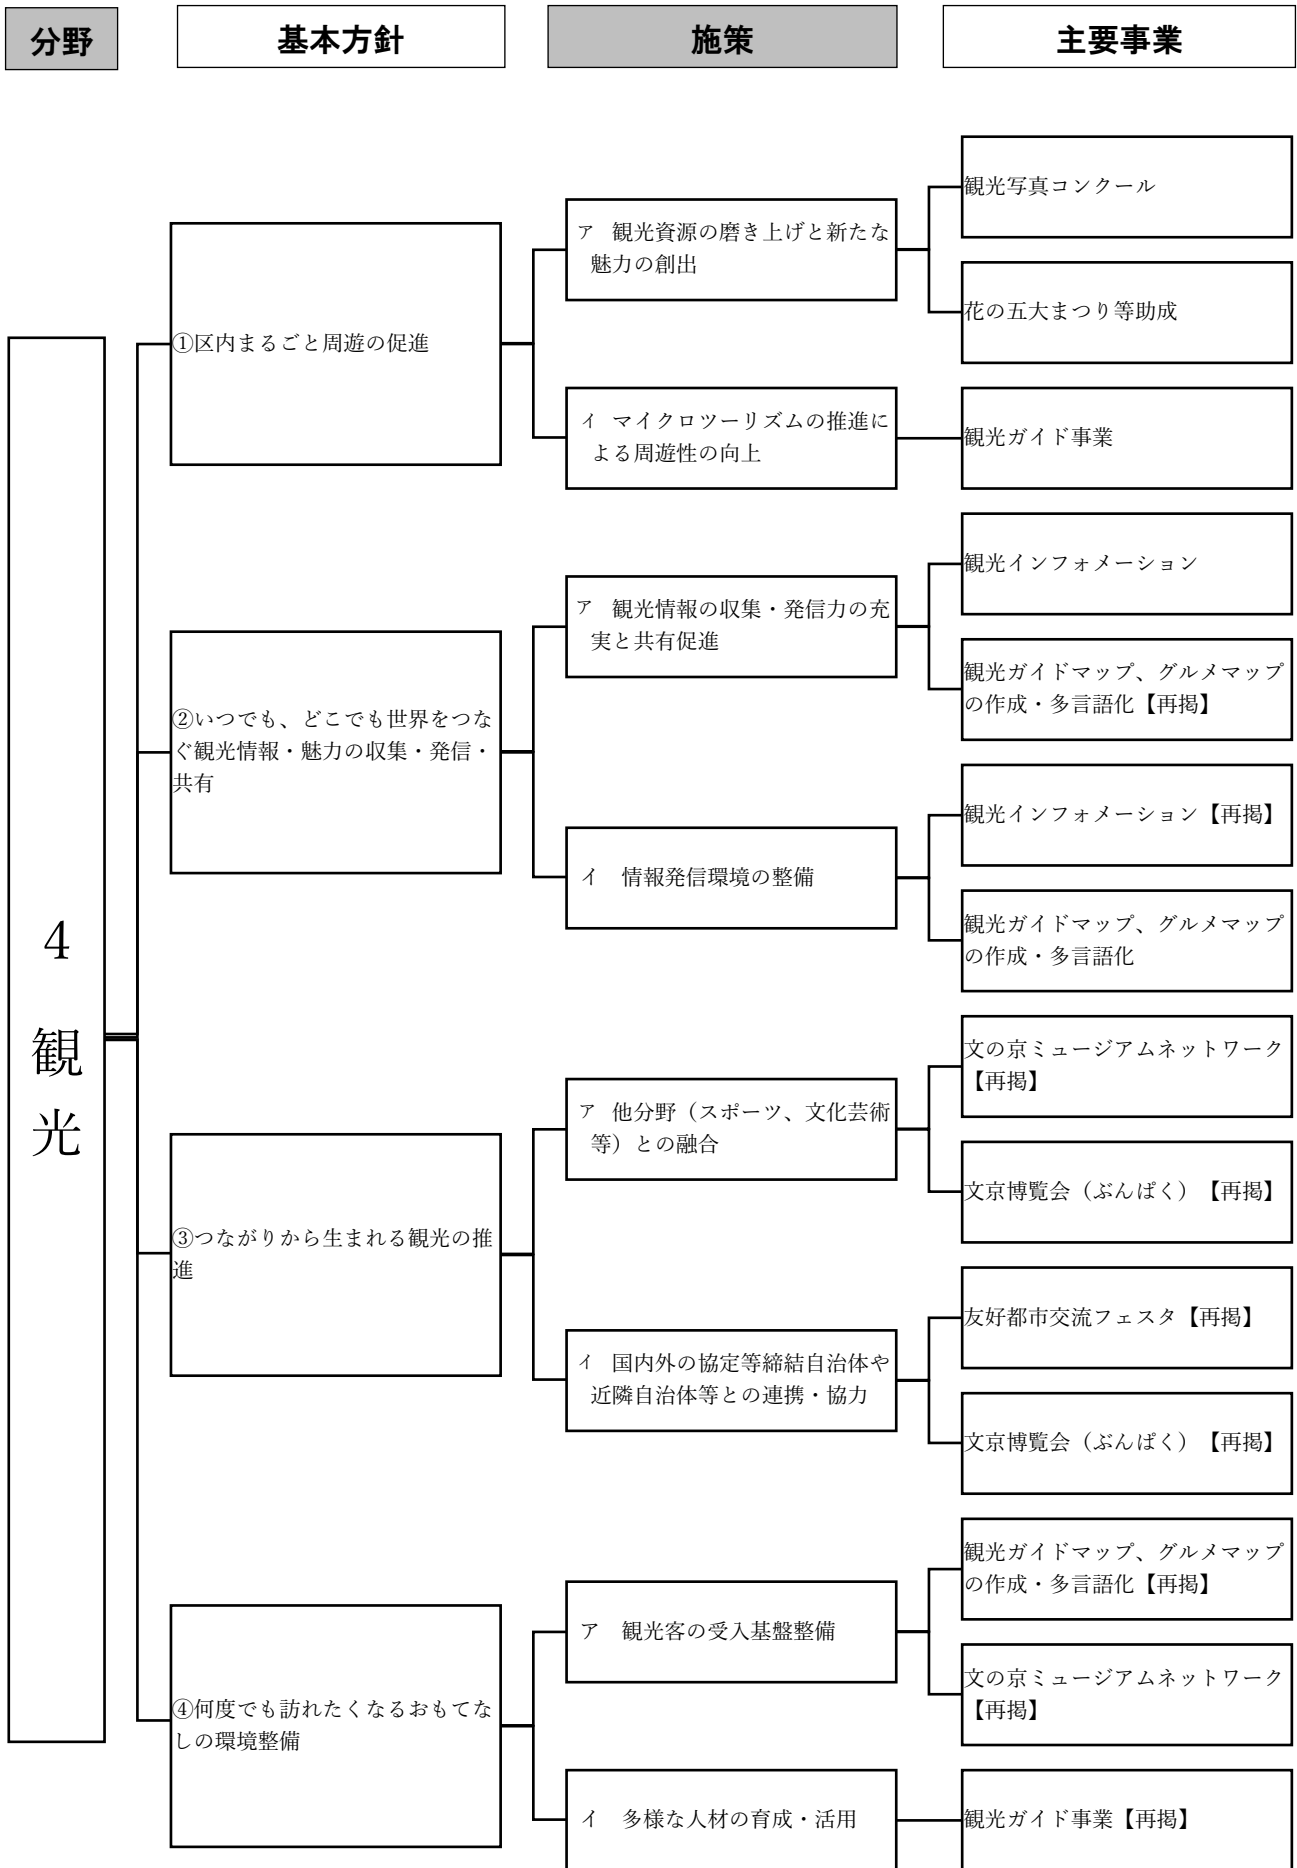 分野
基本方針
施策
主要事業
4
観
光
①区内まるごと周遊の促進
ア　観光資源の磨き上げと新たな
魅力の創出
観光写真コンクール
花の五大まつり等助成
イ　マイクロツーリズムの推進に
よる周遊性の向上
観光ガイド事業
②いつでも、どこでも世界をつな
ぐ観光情報・魅力の収集・発信・
共有
ア　観光情報の収集・発信力の充
実と共有促進
観光インフォメーション
観光ガイドマップ、グルメマップ
の作成・多言語化【再掲】
イ　情報発信環境の整備
観光インフォメーション【再掲】
観光ガイドマップ、グルメマップ
の作成・多言語化
③つながりから生まれる観光の推
進
ア　他分野（スポーツ、文化芸術
等）との融合
文の京ミュージアムネットワーク
【再掲】
文京博覧会（ぶんぱく）【再掲】
イ　国内外の協定等締結自治体や
近隣自治体等との連携・協力
友好都市交流フェスタ【再掲】
文京博覧会（ぶんぱく）【再掲】
④何度でも訪れたくなるおもてな
しの環境整備
ア　観光客の受入基盤整備
観光ガイドマップ、グルメマップ
の作成・多言語化【再掲】
文の京ミュージアムネットワーク
【再掲】
イ　多様な人材の育成・活用
観光ガイド事業【再掲】